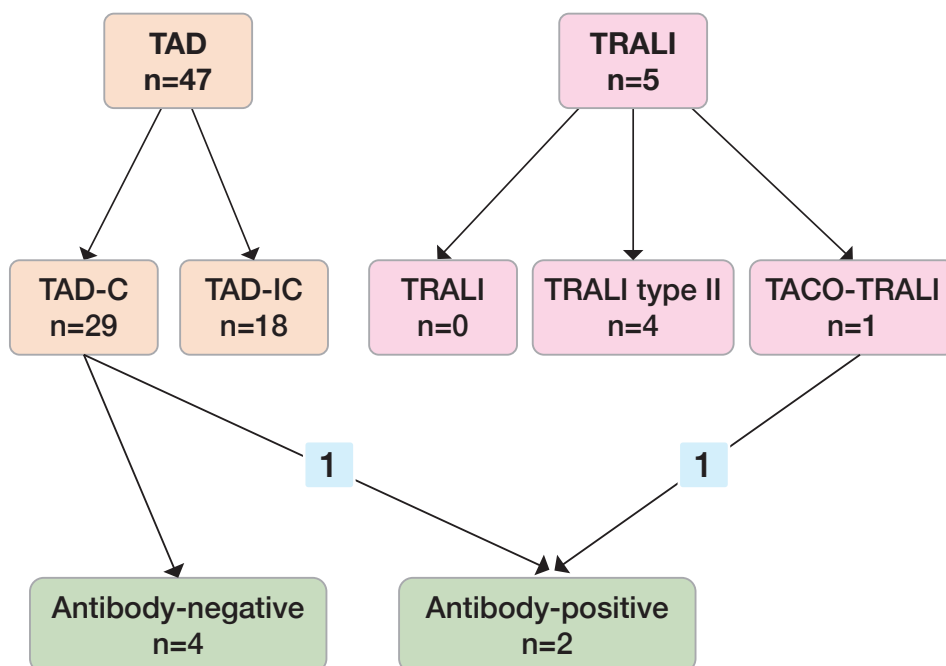 TAD
n=47
TRALI
n=5
TAD-C
n=29
TAD-IC
n=18
TRALI
n=0
TRALI type II
n=4
TACO-TRALI
n=1
1
1
Antibody-negative
n=4
Antibody-positive
n=2